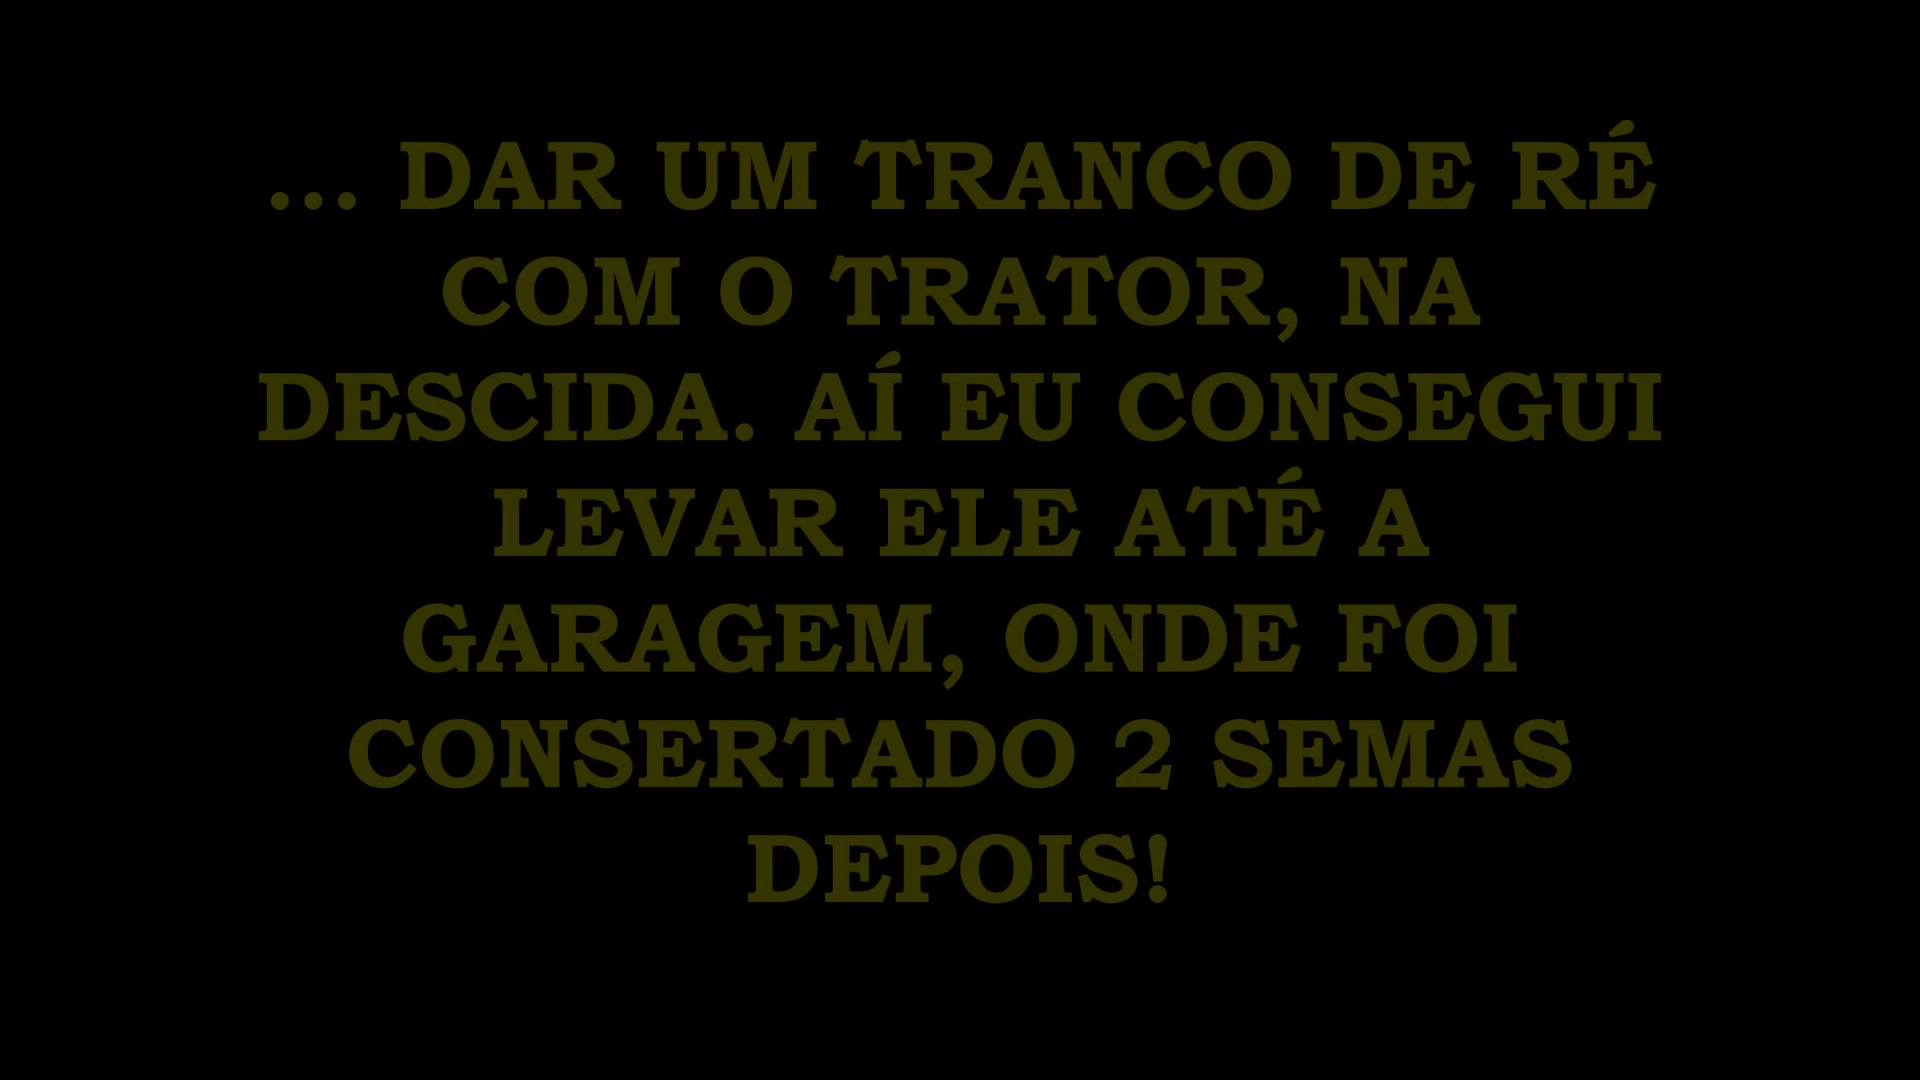 ... DAR UM TRANCO DE RÉ
COM O TRATOR, NA
DESCIDA. AÍ EU CONSEGUI
LEVAR ELE ATÉ A
GARAGEM, ONDE FOI
CONSERTADO 2 SEMAS
DEPOIS!